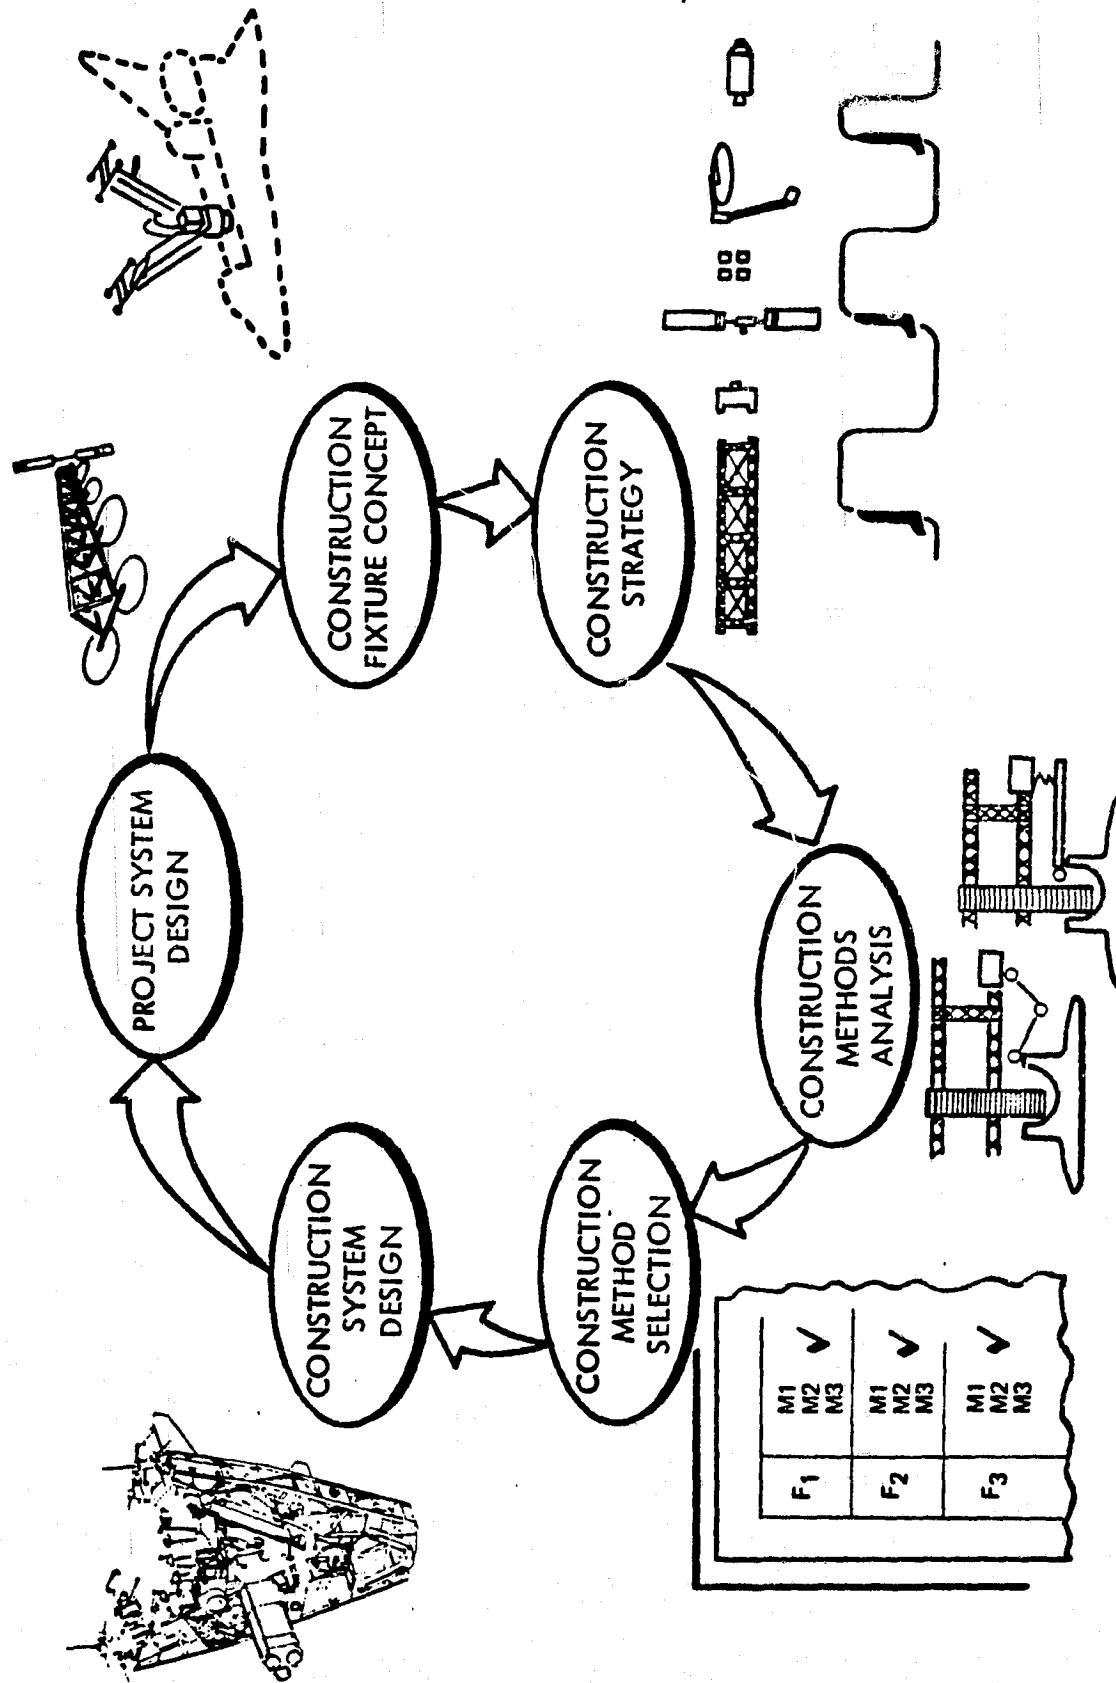 PROJECT SYSTEM
DESIGN
CONSTRUCTION
FIXTURE CONCEPT
CONSTRUCTION
STRATEGY
CONSTRUCTION
METHODS
ANALYSIS
CONSTRUCTION
METHOD
SELECTION
CONSTRUCTION
SYSTEM
DESIGN
F1
M1
M2
M3
F2
M1
M2
M3
F3
M1
M2
M3